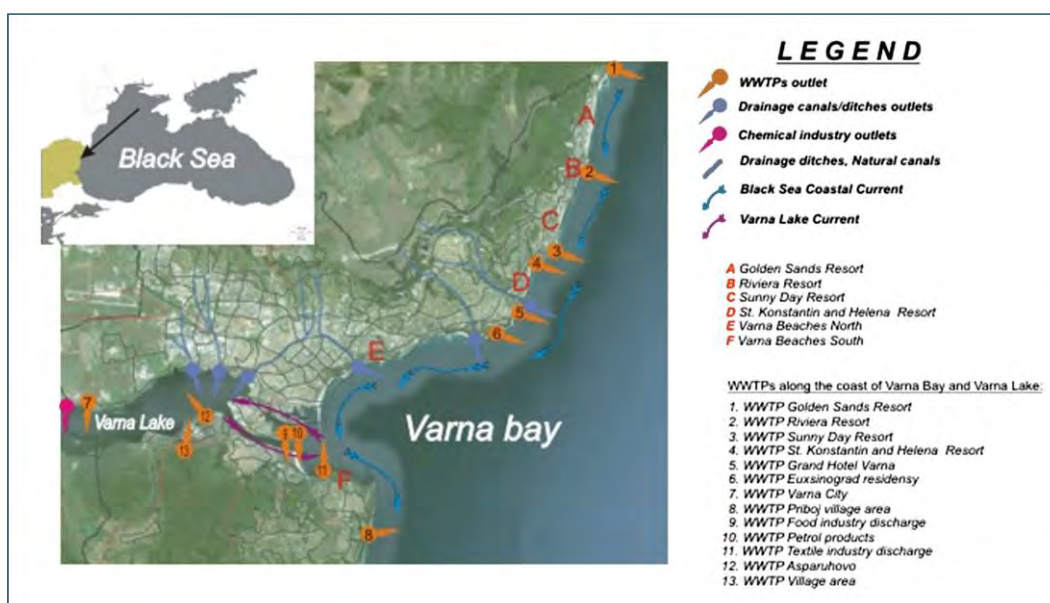 Black Sea
1
A
B
2
C
3
4
D
5
6
E
7
Varna Lake
12
13
9
10
11
F
8
Varna bay
LEGEND
WWTPs outlet
Drainage canals/ditches outlets
Chemical industry outlets
Drainage ditches, Natural canals
Black Sea Coastal Current
Varna Lake Current
A Golden Sands Resort
B Riviera Resort
C Sunny Day Resort
D St. Konstantin and Helena Resort
E Varna Beaches North
F Varna Beaches South
WWTPs along the coast of Varna Bay and Varna Lake:
1. WWTP Golden Sands Resort
2. WWTP Riviera Resort
3. WWTP Sunny Day Resort
4. WWTP St. Konstantin and Helena Resort
5. WWTP Grand Hotel Varna
6. WWTP Euxsinograd residensy
7. WWTP Varna City
8. WWTP Priboj village area
9. WWTP Food industry discharge
10. WWTP Petrol products
11. WWTP Textile industry discharge
12. WWTP Asparuhovo
13. WWTP Village area